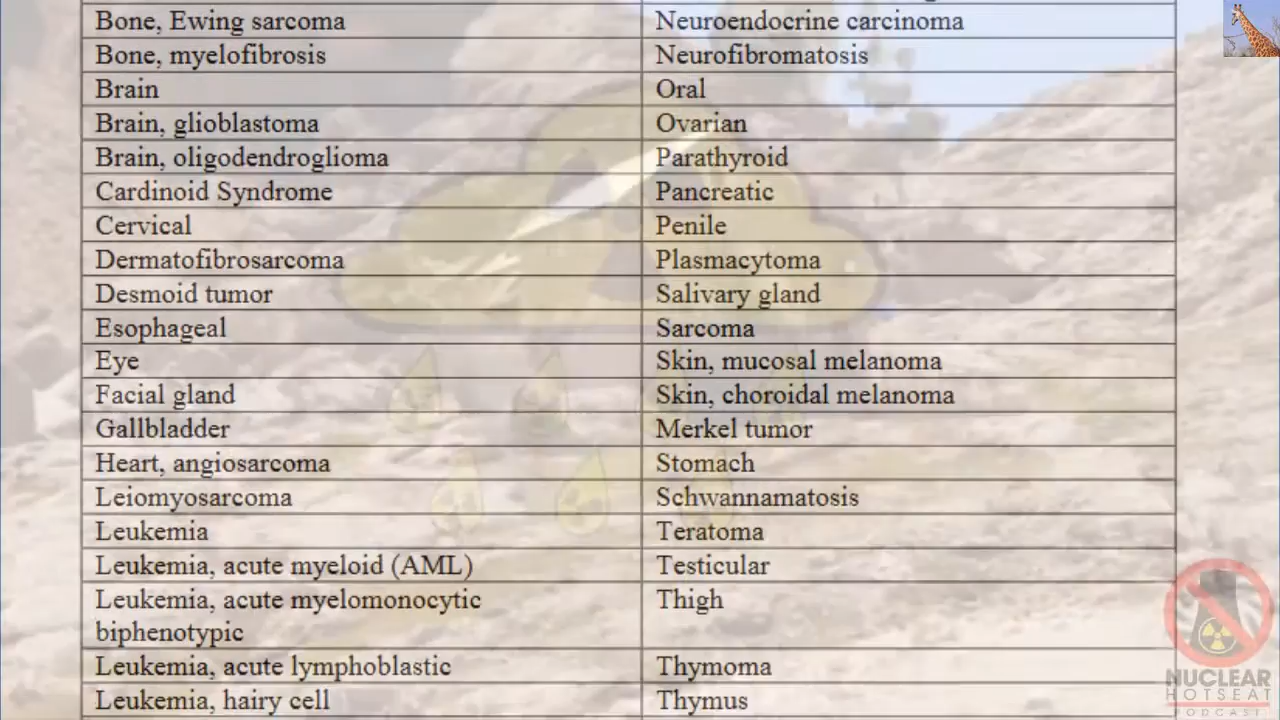 Bone, Ewing sarcoma
Neuroendocrine carcinoma
Bone, myelofibrosis
Neurofibromatosis
Brain
Oral
Brain, glioblastoma
Ovarian
Brain, oligodendroglioma
Parathyroid
Cardinoid Syndrome
Pancreatic
Cervical
Penile
Dermatofibrosarcoma
Plasmacytoma
Desmoid tumor
Salivary gland
Esophageal
Sarcoma
Eye
Skin, mucosal melanoma
Facial gland
Skin, choroidal melanoma
Gallbladder
Merkel tumor
Heart, angiosarcoma
Stomach
Leiomyosarcoma
Schwannamatosis
Leukemia
Teratoma
Leukemia, acute myeloid (AML)
Testicular
Leukemia, acute myelomonocytic
biphenotypic
Thigh
Leukemia, acute lymphoblastic
Thymoma
Leukemia, hairy cell
Thymus
NUCLEAR
HOTSEAT
PODCAST